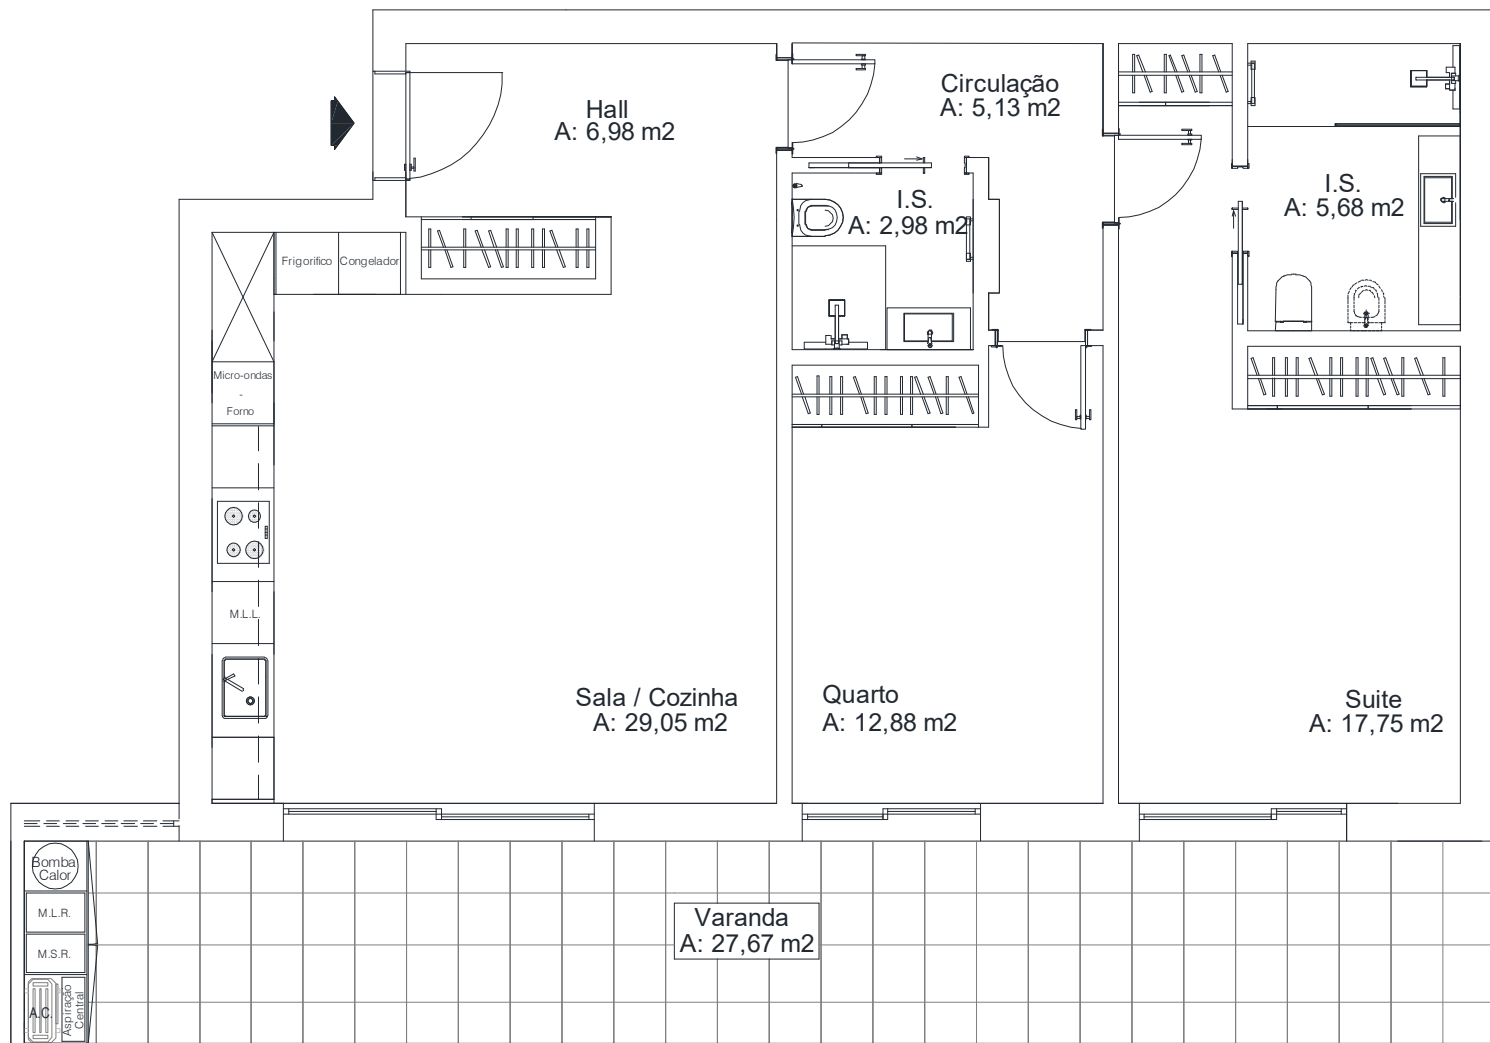 Hall
A: 6,98 m2
Circulação
A: 5,13 m2
I.S.
A: 2,98 m2
I.S.
A: 5,68 m2
Frigorifico
Congelador
Micro-ondas
-
Forno
M.L.L.
Sala / Cozinha
A: 29,05 m2
Quarto
A: 12,88 m2
Suite
A: 17,75 m2
Bomba
Calor
M.L.R.
M.S.R.
A.C.
Aspiração
Central
Varanda
A: 27,67 m2